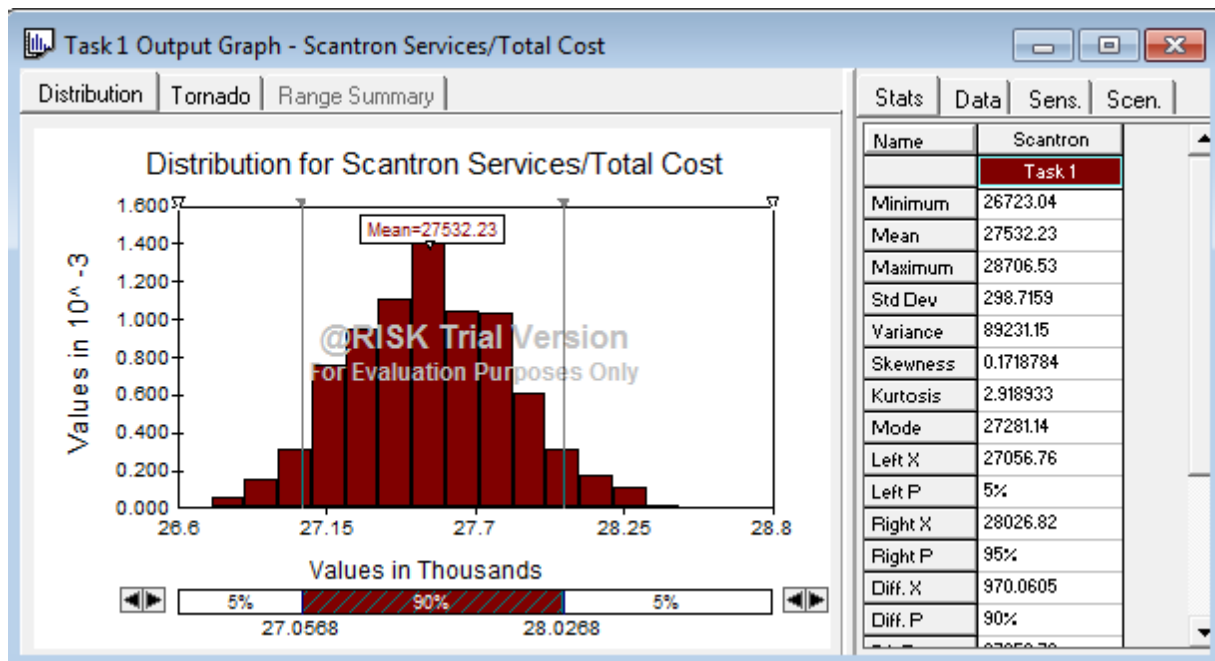 Task 1 Output Graph - Scantron Services/Total Cost
Distribution Tornado Range Summary
Distribution for Scantron Services/Total Cost
Values in 10^ -3
1.600
1.400
1.200
1.000
0.800
0.600
0.400
0.200
0.000
Mean=27532.23
@RISK Trial Version
For Evaluation Purposes Only
26.6 27.15 27.7 28.25 28.8
Values in Thousands
5% 90% 5%
27.0568 28.0268
Stats Data Sens. Scen.
Name Scantron
Task 1
Minimum 26723.04
Mean 27532.23
Maximum 28706.53
Std Dev 298.7159
Variance 89231.15
Skewness 0.1718784
Kurtosis 2.918933
Mode 27281.14
Left X 27056.76
Left P 5%
Right X 28026.82
Right P 95%
Diff. X 970.0605
Diff. P 90%